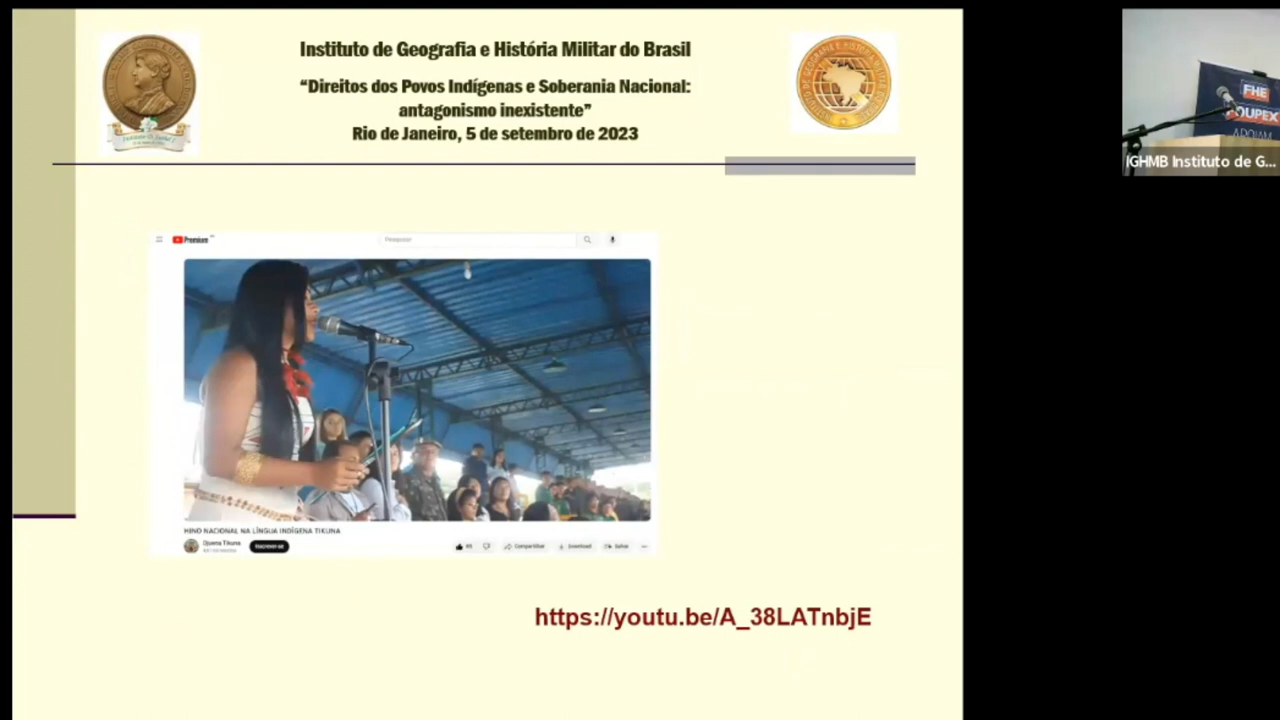 Instituto de Geografia e História Militar do Brasil
“Direitos dos Povos Indígenas e Soberania Nacional:
antagonismo inexistente”
Rio de Janeiro, 5 de setembro de 2023
FHE
POUPEX
APOIAM
IGHMB Instituto de G...
Premium
Pesquisar
HINO NACIONAL NA LÍNGUA INDÍGENA TIKUNA
Djuena Tikuna
Inscrever-se
Compartilhar
Download
Salvar
https://youtu.be/A_38LATnbjE